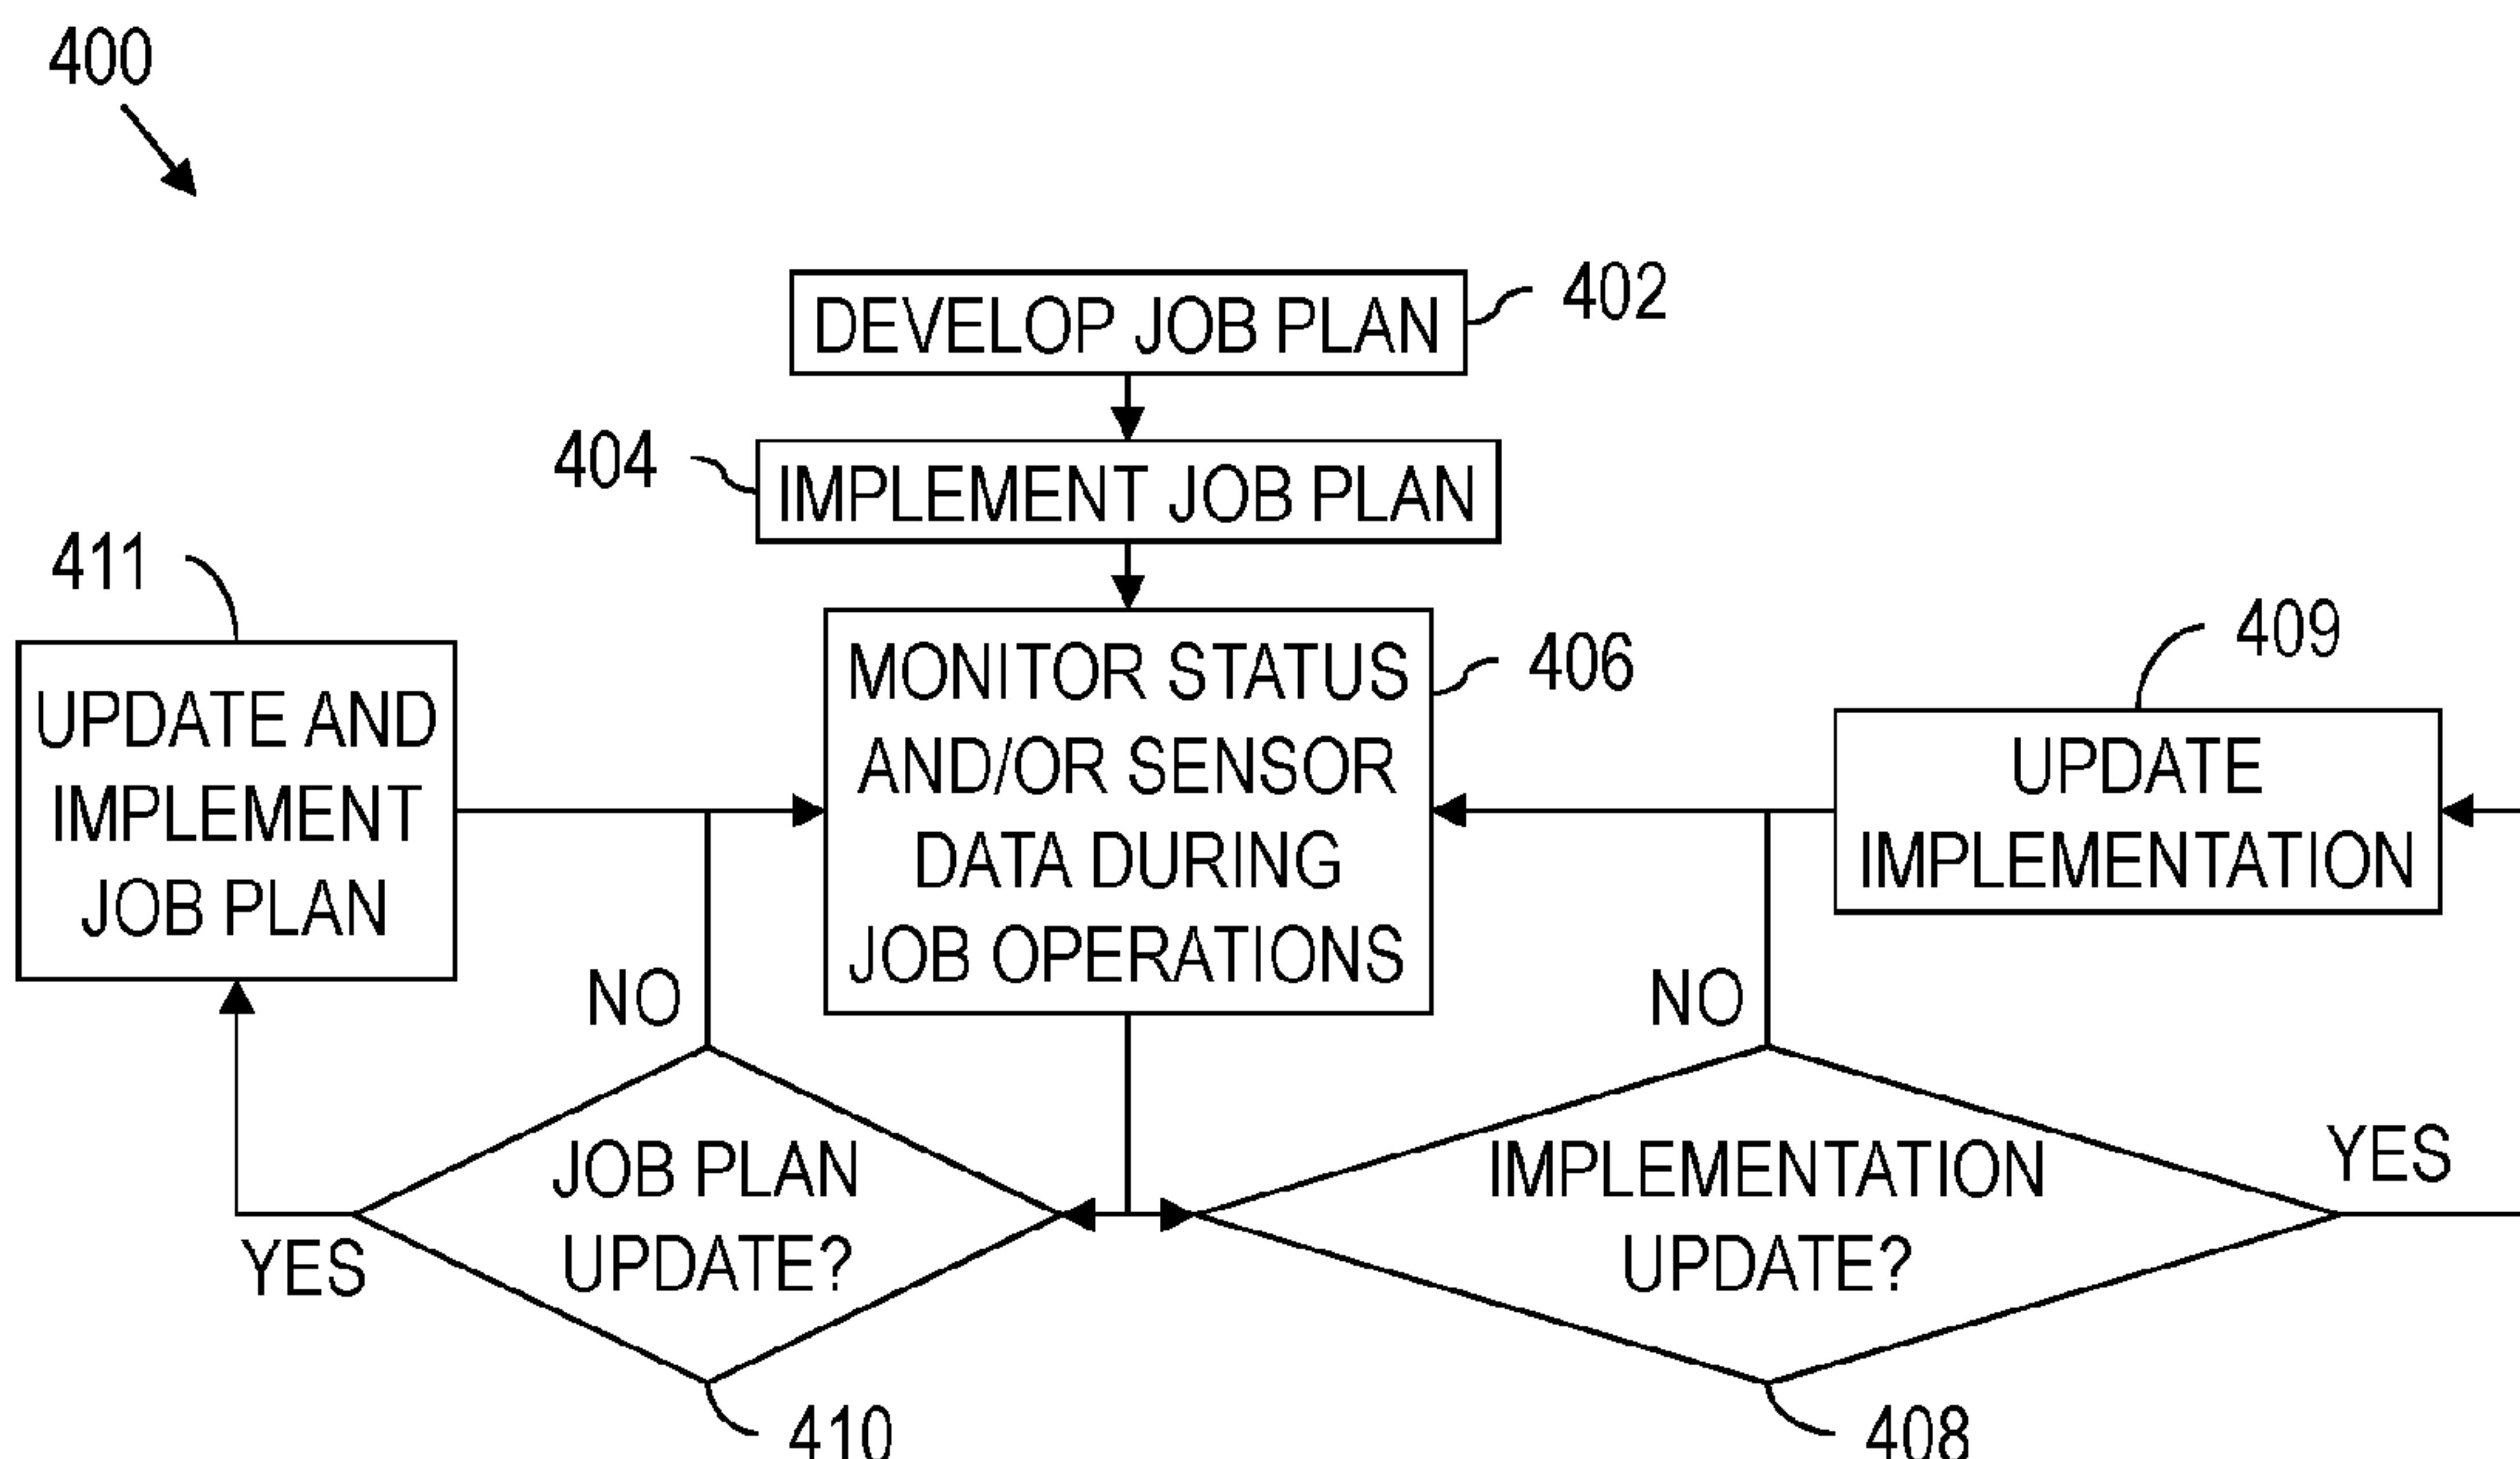 400
DEVELOP JOB PLAN
402
404
IMPLEMENT JOB PLAN
411
UPDATE AND
IMPLEMENT
JOB PLAN
MONITOR STATUS
AND/OR SENSOR
DATA DURING
JOB OPERATIONS
406
409
UPDATE
IMPLEMENTATION
NO
NO
JOB PLAN
UPDATE?
YES
IMPLEMENTATION
UPDATE?
YES
410
408